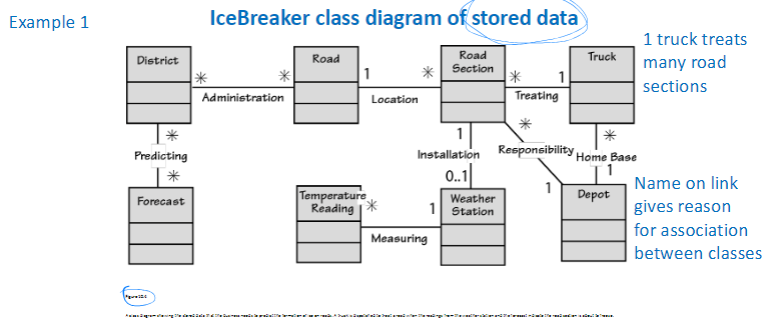 Example 1
IceBreaker class diagram of stored data
1 truck treats
many road
sections
District
Road
Road
Section
Truck
* * 1 * * 1
Administration
Location
Treating
*
Predicting
*
1
Installation
0..1
*
Responsibility
1
*
Home Base
1
Name on link
gives reason
for association
between classes
Forecast
Temperature
Reading
*
1
Weather
Station
Depot
Measuring